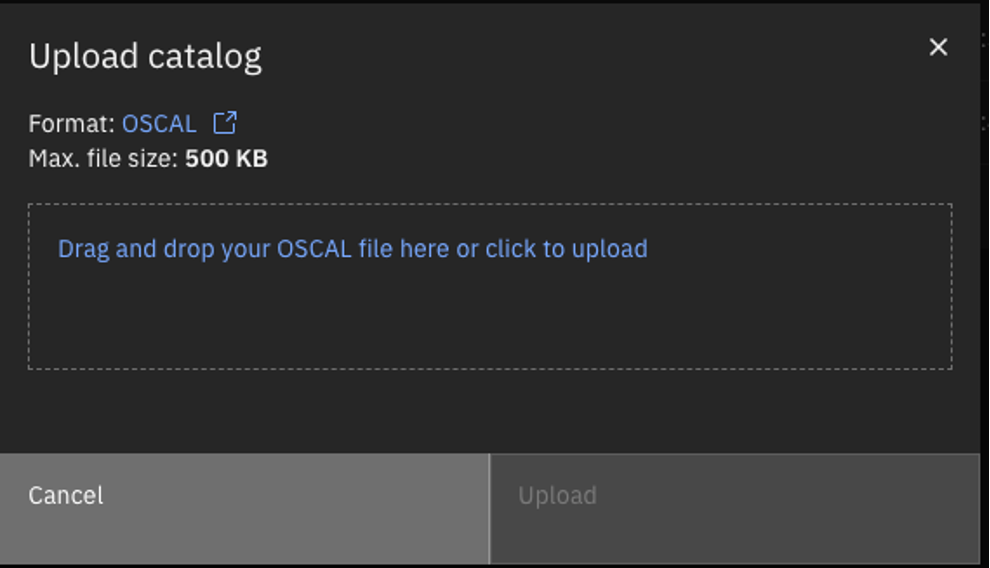 Upload catalog
Format: OSCAL
Max. file size: 500 KB
Drag and drop your OSCAL file here or click to upload
Cancel
Upload